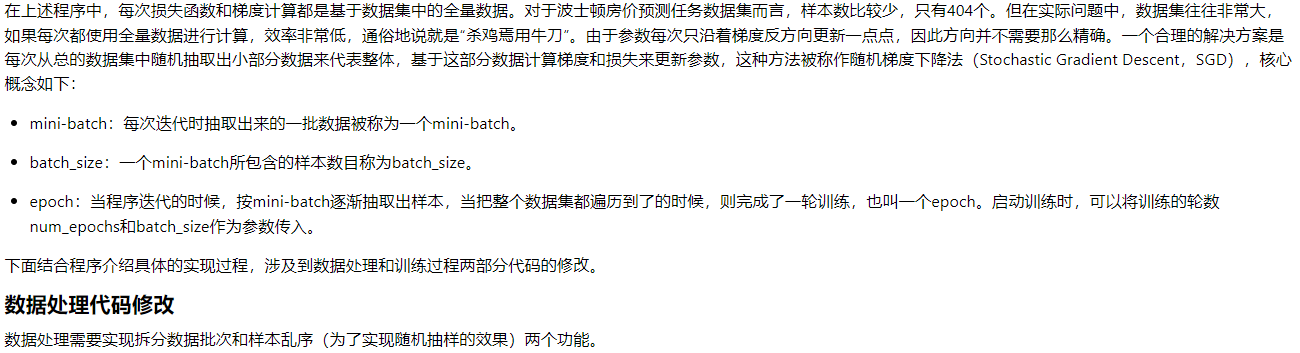 在上述程序中，每次损失函数和梯度计算都是基于数据集中的全量数据。对于波士顿房价预测任务数据集而言，样本数比较少，只有404个。但在实际问题中，数据集往往非常大，
如果每次都使用全量数据进行计算，效率非常低，通俗地说就是“杀鸡焉用牛刀”。由于参数每次只沿着梯度反方向更新一点点，因此方向并不需要那么精确。一个合理的解决方案是
每次从总的数据集中随机抽取出小部分数据来代表整体，基于这部分数据计算梯度和损失来更新参数，这种方法被称作随机梯度下降法（Stochastic Gradient Descent，SGD），核心
概念如下：
• mini-batch：每次迭代时抽取出来的一批数据被称为一个mini-batch。
• batch_size：一个mini-batch所包含的样本数目称为batch_size。
• epoch：当程序迭代的时候，按mini-batch逐渐抽取出样本，当把整个数据集都遍历到了的时候，则完成了一轮训练，也叫一个epoch。启动训练时，可以将训练的轮数
num_epochs和batch_size作为参数传入。
下面结合程序介绍具体的实现过程，涉及到数据处理和训练过程两部分代码的修改。
数据处理代码修改
数据处理需要实现拆分数据批次和样本乱序（为了实现随机抽样的效果）两个功能。